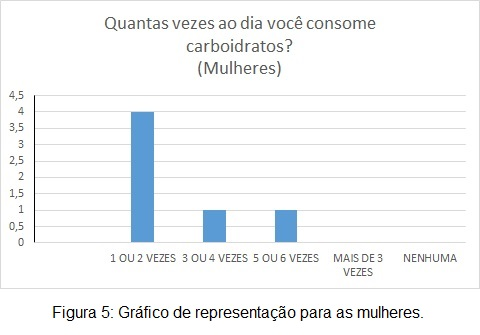 Quantas vezes ao dia você consome
carboidratos?
(Mulheres)
4,5
4
3,5
3
2,5
2
1,5
1
0,5
0
1 OU 2 VEZES
3 OU 4 VEZES
5 OU 6 VEZES
MAIS DE 3
VEZES
NENHUMA
Figura 5: Gráfico de representação para as mulheres.